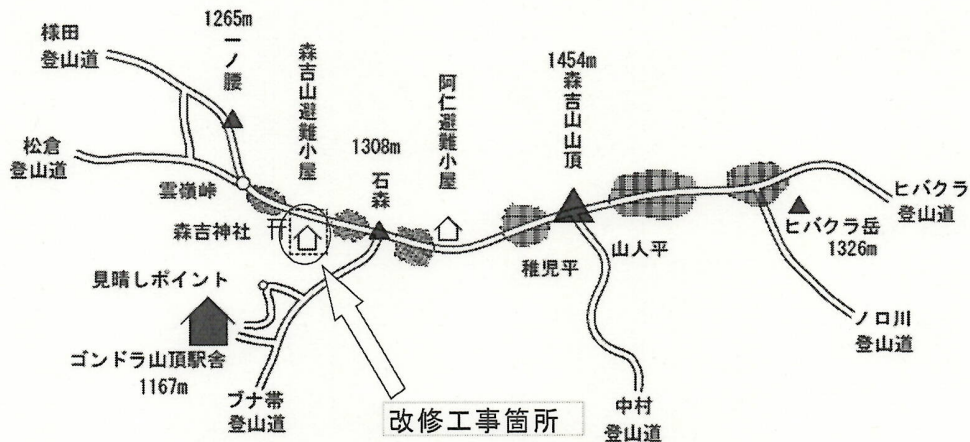 1265m
一ノ腰
様田
登山道
森吉山避難小屋
松倉
登山道
雲嶺峠
森吉神社
1308m
石森
阿仁避難小屋
1454m
森吉山山頂
ヒバクラ
登山道
ヒバクラ岳
1326m
稚児平
山人平
見晴しポイント
ゴンドラ山頂駅舎
1167m
ブナ帯
登山道
ノロ川
登山道
中村
登山道
改修工事箇所